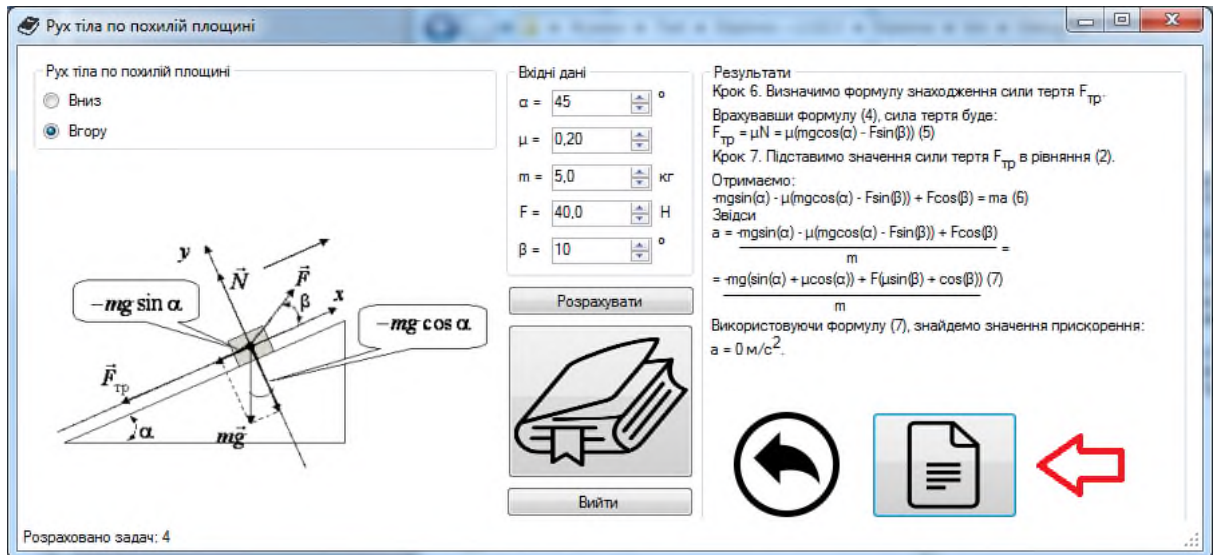 Рух тіла по похилій площині
Рух тіла по похилій площині
Вниз
Вгору
y
N
F
β
x
-mg sin α
-mg cos α
Fтр
α
mg
Вхідні дані
α = 45 °
μ = 0,20
m = 5,0 кг
F = 40,0 Н
β = 10 °
Розрахувати
Вийти
Результати
Крок 6. Визначимо формулу знаходження сили тертя Fтр.
Врахувавши формулу (4), сила тертя буде:
Fтр = μN = μ(mgcos(α) - Fsin(β)) (5)
Крок 7. Підставимо значення сили тертя Fтр в рівняння (2).
Отримаємо:
-mgsin(α) - μ(mgcos(α) - Fsin(β)) + Fcos(β) = ma (6)
Звідси
a = -mgsin(α) - μ(mgcos(α) - Fsin(β)) + Fcos(β)
=
m
= -mg(sin(α) + μcos(α)) + F(μsin(β) + cos(β)) (7)
m
Використовуючи формулу (7), знайдемо значення прискорення:
a = 0 м/с².
Розраховано задач: 4